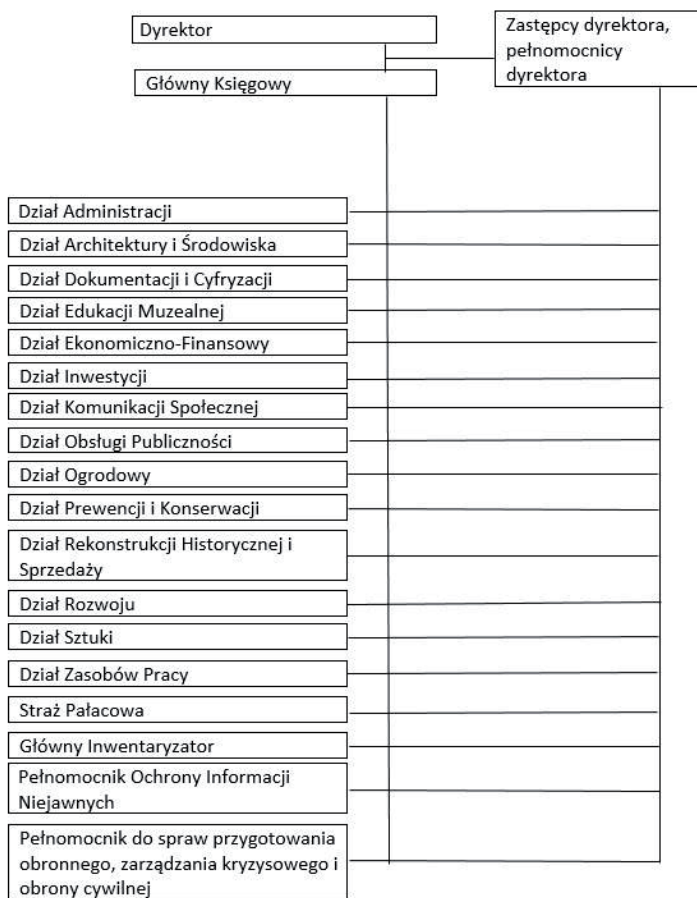 Dyrektor
Zastępcy dyrektora,
pełnomocnicy
dyrektora
Główny Księgowy
Dział Administracji
Dział Architektury i Środowiska
Dział Dokumentacji i Cyfryzacji
Dział Edukacji Muzealnej
Dział Ekonomiczno-Finansowy
Dział Inwestycji
Dział Komunikacji Społecznej
Dział Obsługi Publiczności
Dział Ogrodowy
Dział Prewencji i Konserwacji
Dział Rekonstrukcji Historycznej i
Sprzedaży
Dział Rozwoju
Dział Sztuki
Dział Zasobów Pracy
Straż Pałacowa
Główny Inwentaryzator
Pełnomocnik Ochrony Informacji
Niejawnych
Pełnomocnik do spraw przygotowania
obronnego, zarządzania kryzysowego i
obrony cywilnej